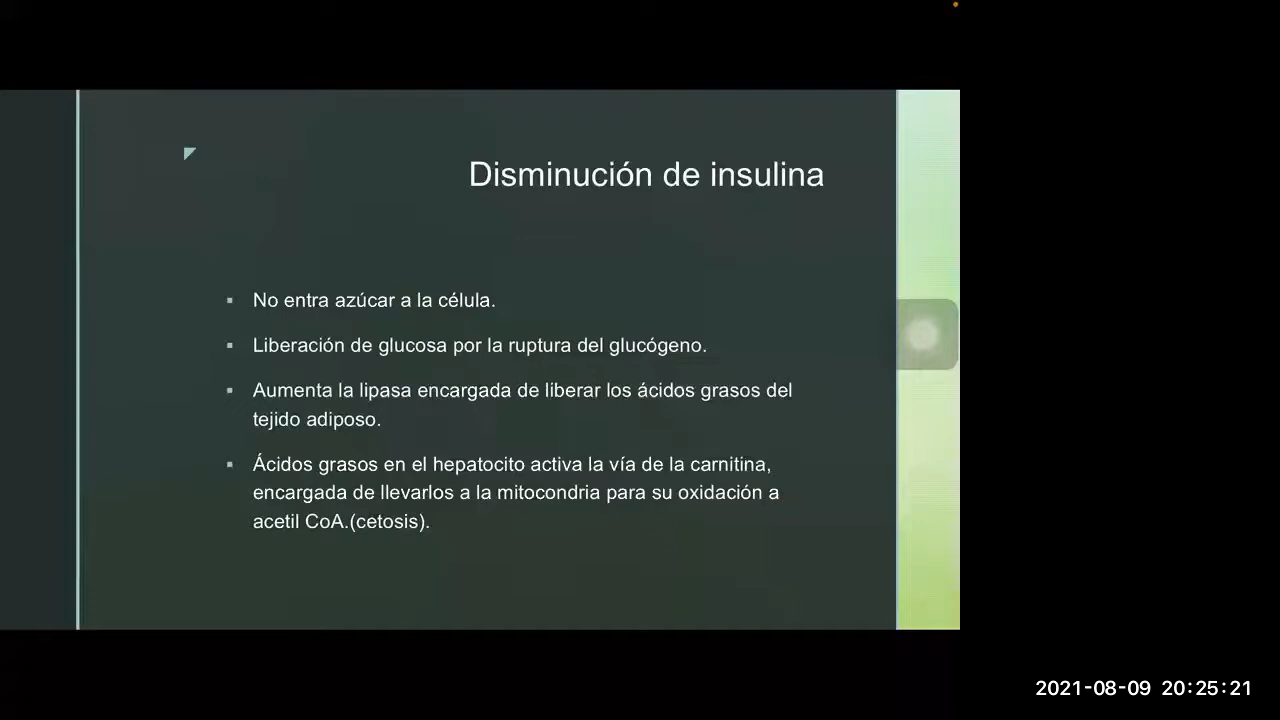 Disminución de insulina
No entra azúcar a la célula.
Liberación de glucosa por la ruptura del glucógeno.
Aumenta la lipasa encargada de liberar los ácidos grasos del
tejido adiposo.
Ácidos grasos en el hepatocito activa la vía de la carnitina,
encargada de llevarlos a la mitocondria para su oxidación a
acetil CoA.(cetosis).
2021-08-09 20:25:21